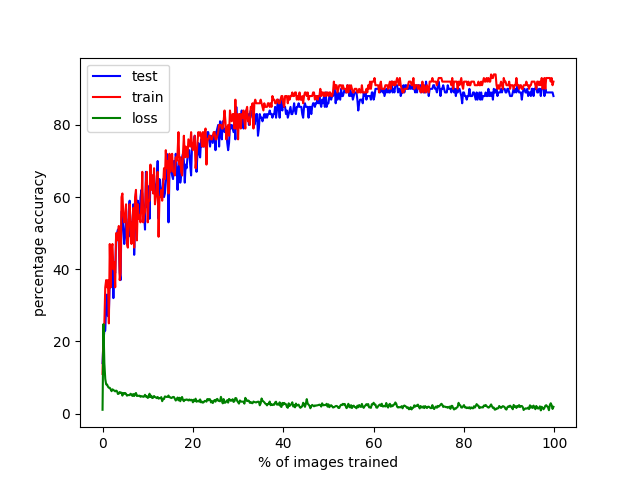 test
train
loss
percentage accuracy
80
60
40
20
0
0 20 40 60 80 100
% of images trained